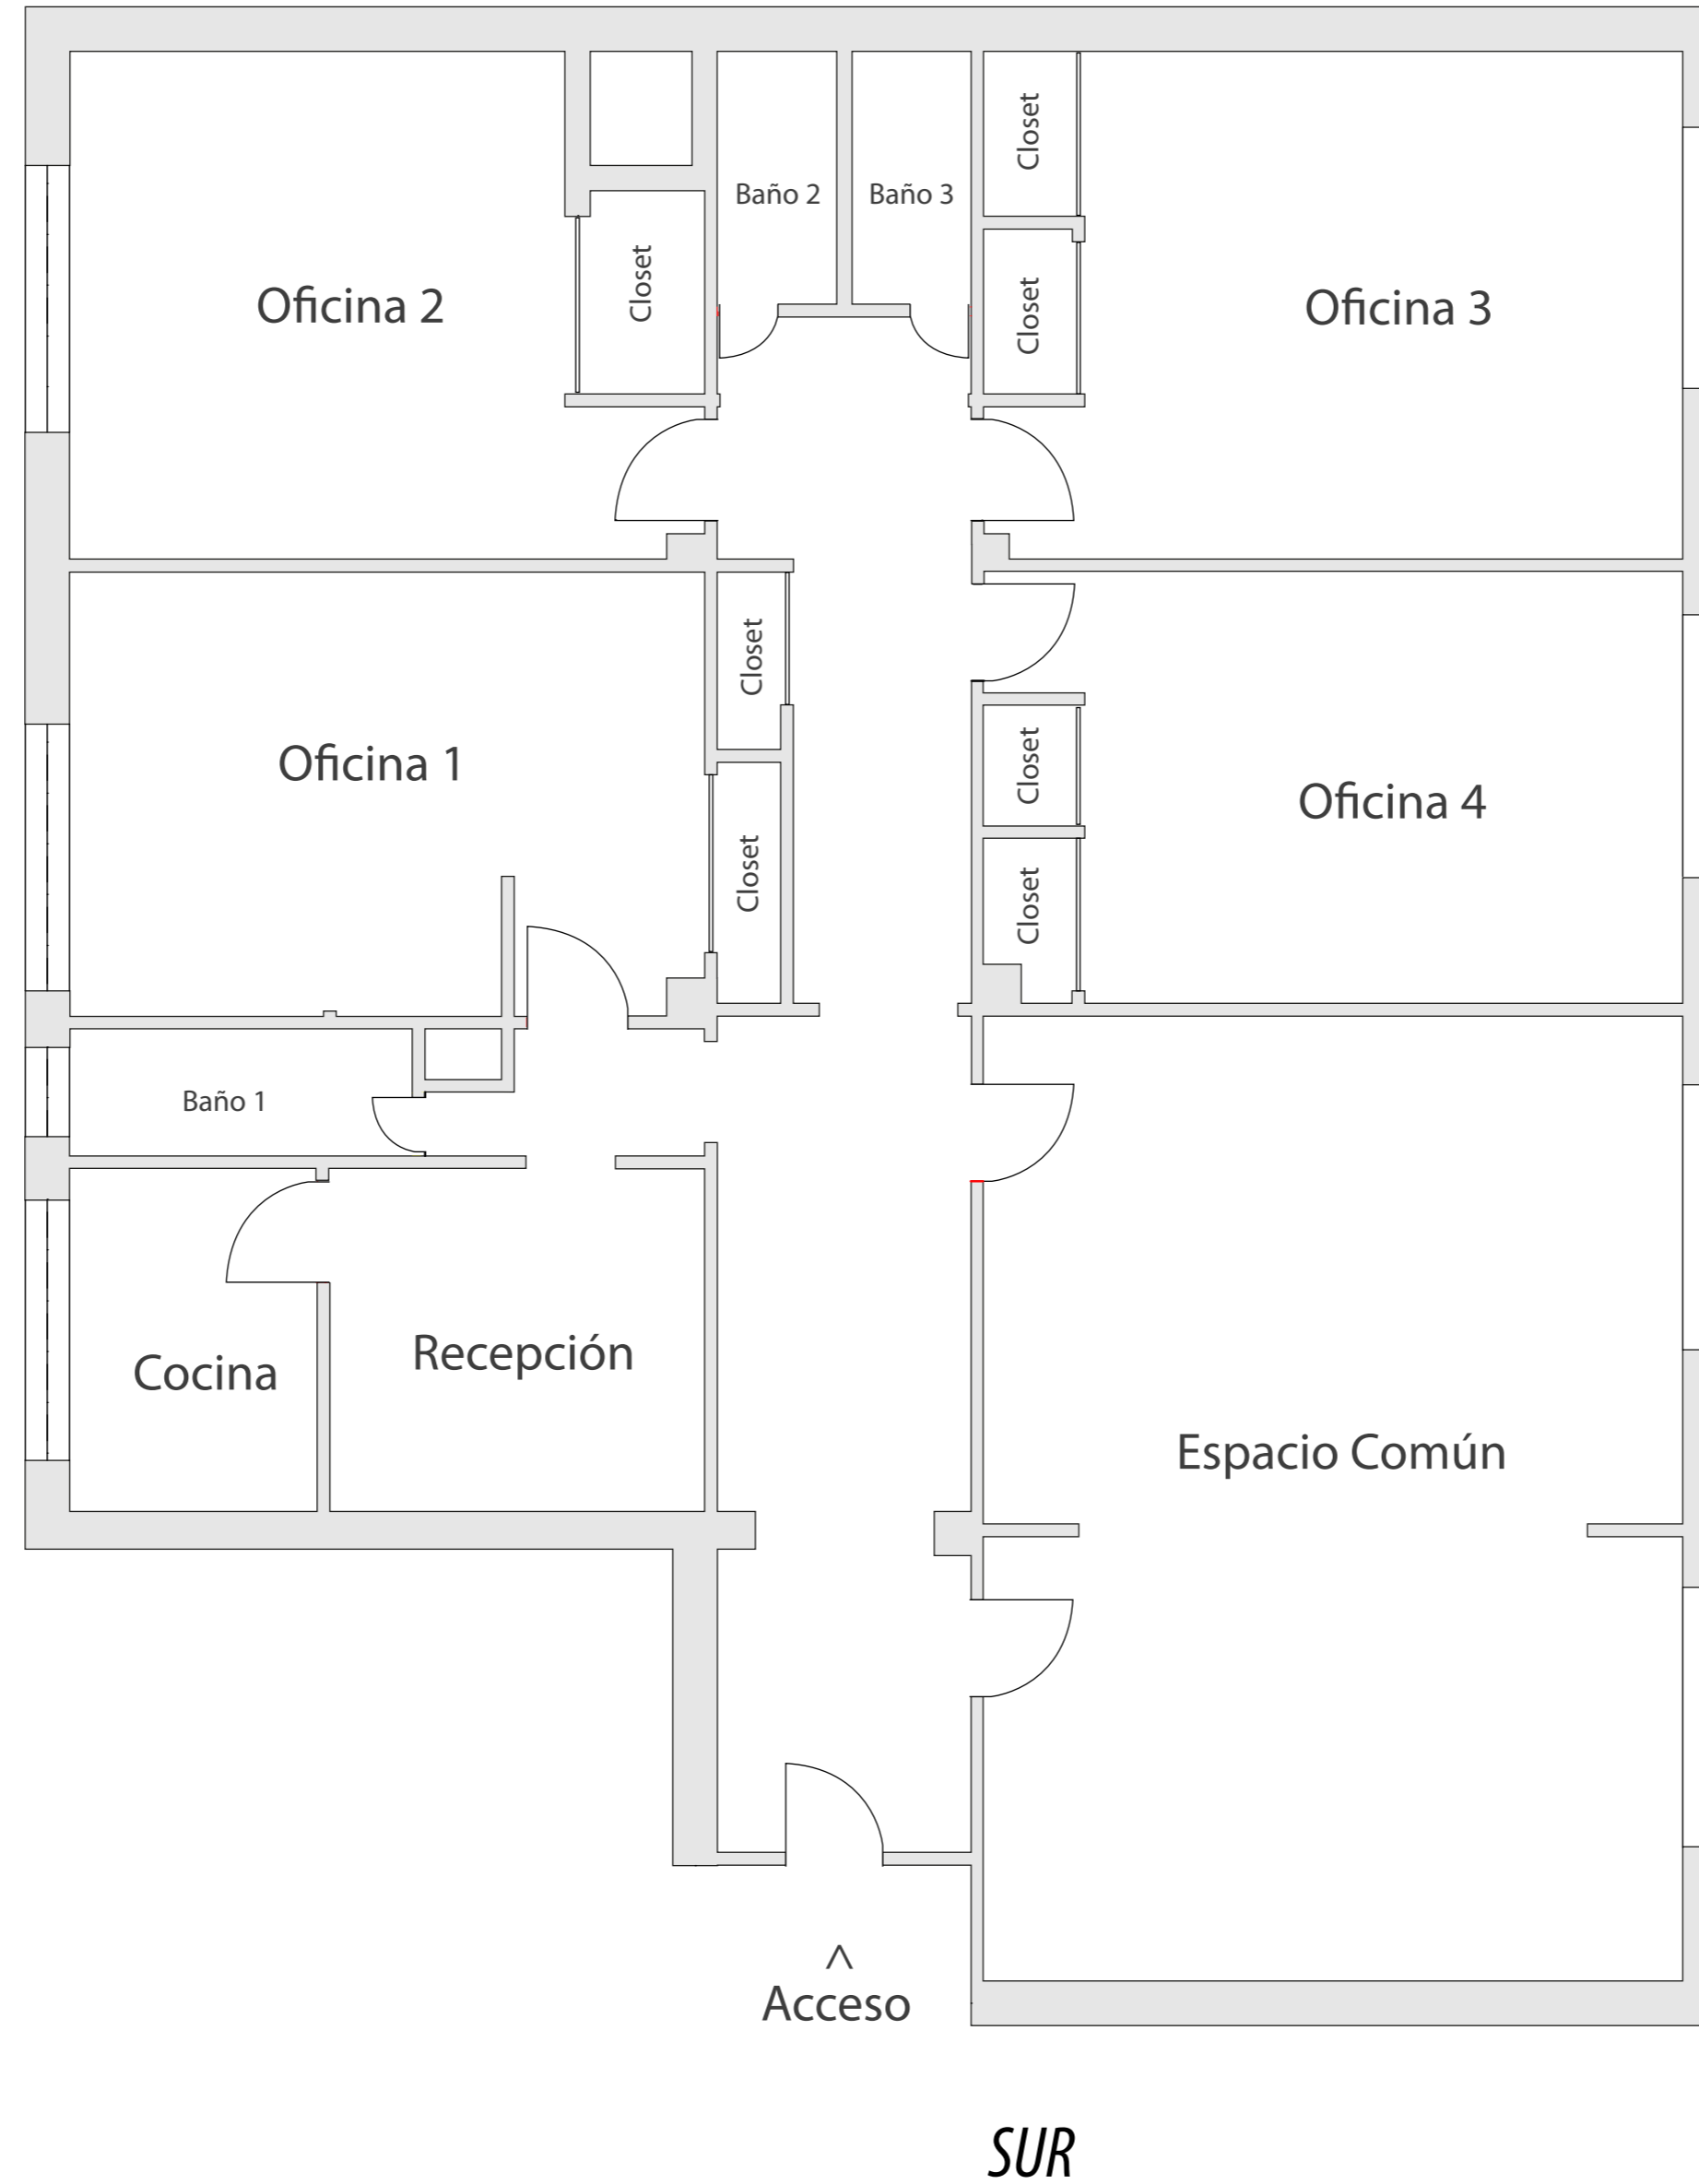 Closet
Baño 2
Baño 3
Closet
Closet
Oficina 2
Oficina 3
Closet
Closet
Oficina 1
Oficina 4
Closet
Closet
Baño 1
Recepción
Cocina
Espacio Común
^
Acceso
SUR